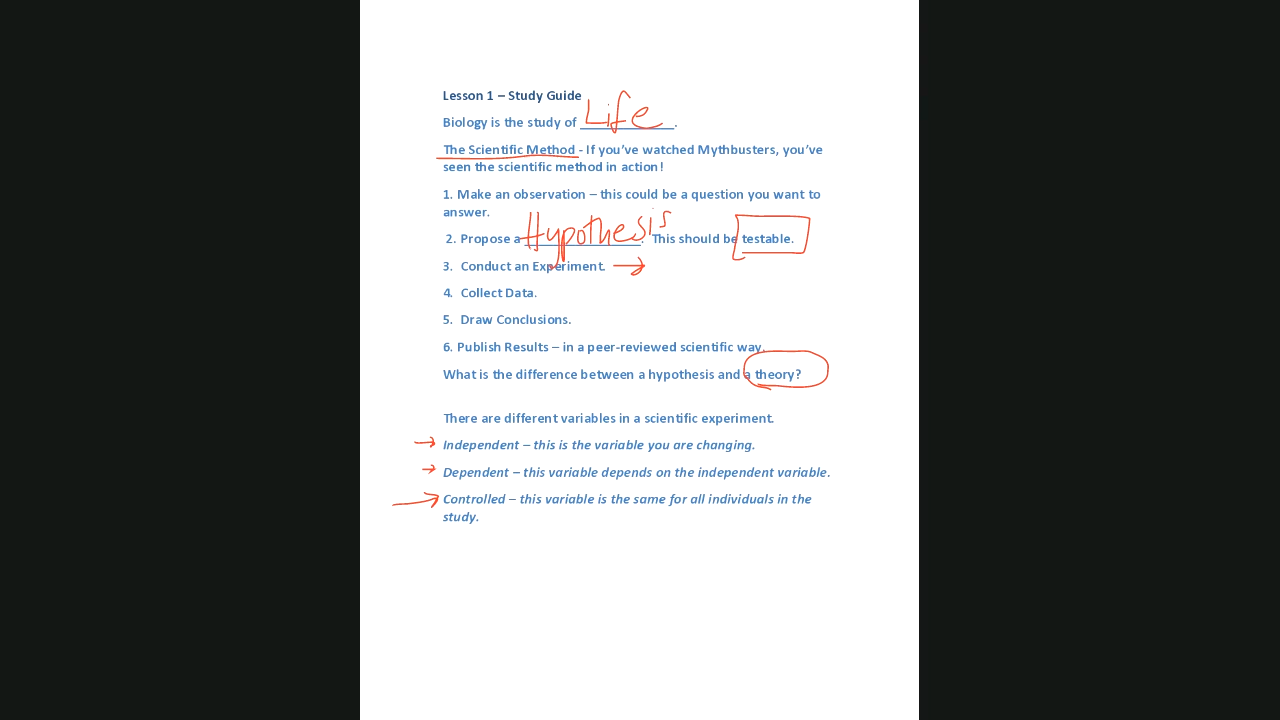 Lesson 1 – Study Guide
Biology is the study of Life.
The Scientific Method - If you've watched Mythbusters, you've
seen the scientific method in action!
1. Make an observation – this could be a question you want to
answer.
2. Propose a Hypothesis. This should be testable.
3. Conduct an Experiment.
4. Collect Data.
5. Draw Conclusions.
6. Publish Results – in a peer-reviewed scientific way.
What is the difference between a hypothesis and a theory?
There are different variables in a scientific experiment.
Independent – this is the variable you are changing.
Dependent – this variable depends on the independent variable.
Controlled – this variable is the same for all individuals in the
study.